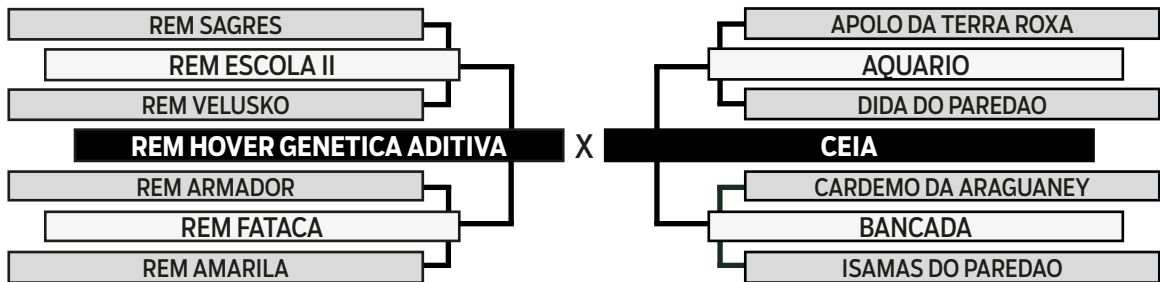 REM SAGRES
REM ESCOLA II
REM VELUSKO
REM HOVER GENETICA ADITIVA
REM ARMADOR
REM FATACA
REM AMARILA
X
APOLO DA TERRA ROXA
AQUARIO
DIDA DO PAREDAO
CEIA
CARDEMO DA ARAGUANEY
BANCADA
ISAMAS DO PAREDAO